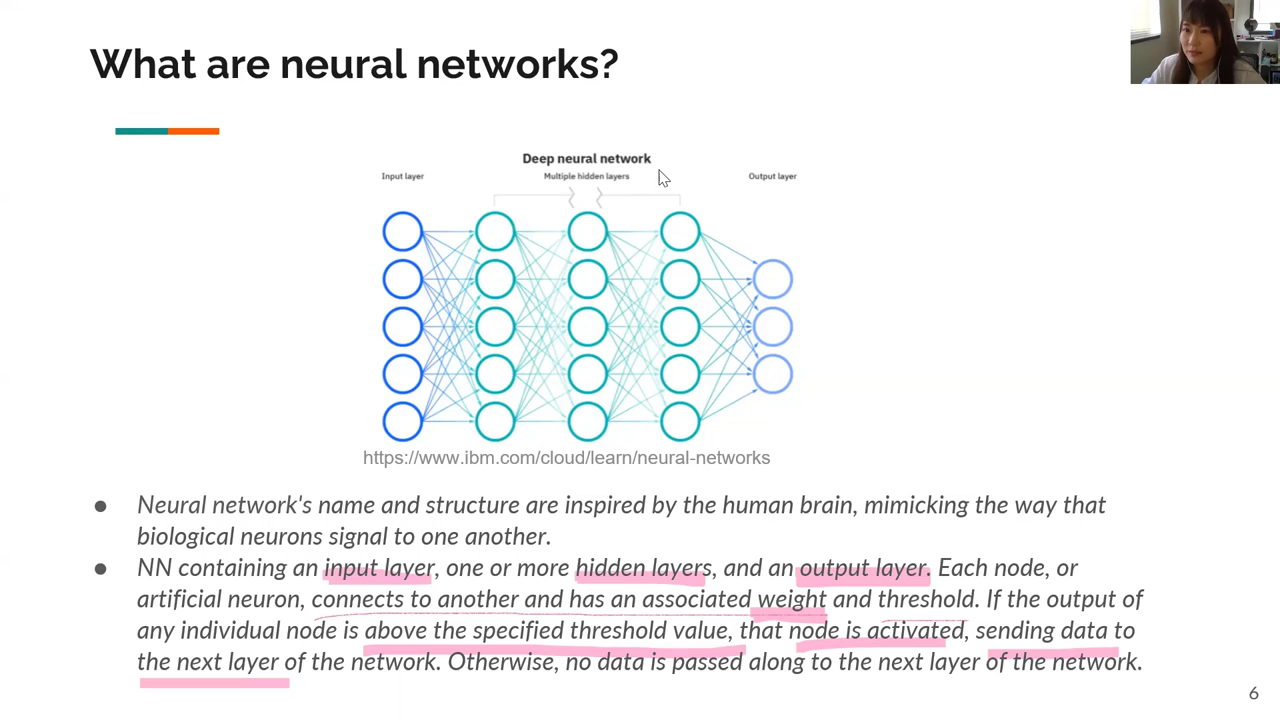 What are neural networks?
Deep neural network
Input layer
Multiple hidden layers
Output layer
https://www.ibm.com/cloud/learn/neural-networks
● Neural network's name and structure are inspired by the human brain, mimicking the way that
biological neurons signal to one another.
● NN containing an input layer, one or more hidden layers, and an output layer. Each node, or
artificial neuron, connects to another and has an associated weight and threshold. If the output of
any individual node is above the specified threshold value, that node is activated, sending data to
the next layer of the network. Otherwise, no data is passed along to the next layer of the network.
6